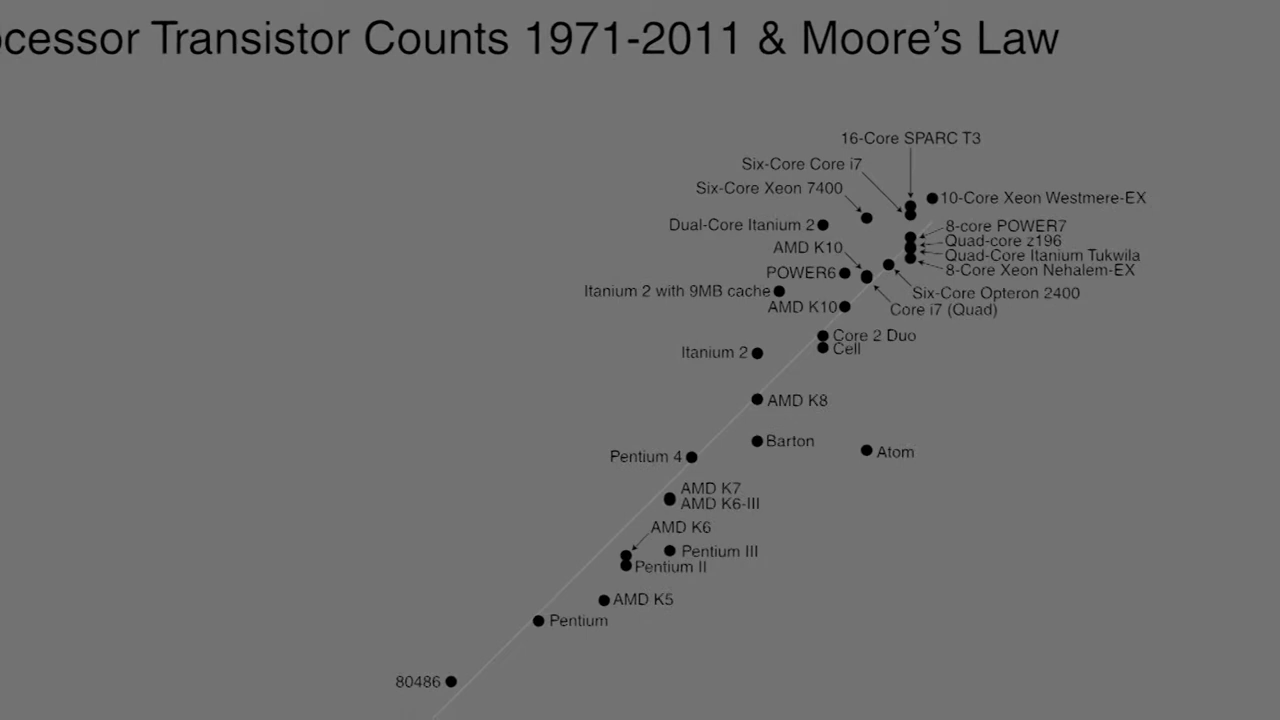 ocessor Transistor Counts 1971-2011 & Moore's Law
16-Core SPARC T3
Six-Core Core i7
Six-Core Xeon 7400
10-Core Xeon Westmere-EX
Dual-Core Itanium 2
8-core POWER7
Quad-core z196
AMD K10
Quad-Core Itanium Tukwila
8-Core Xeon Nehalem-EX
POWER6
Itanium 2 with 9MB cache
Six-Core Opteron 2400
AMD K10
Core i7 (Quad)
Core 2 Duo
Cell
Itanium 2
AMD K8
Barton
Atom
Pentium 4
AMD K7
AMD K6-III
AMD K6
Pentium III
Pentium II
AMD K5
Pentium
80486